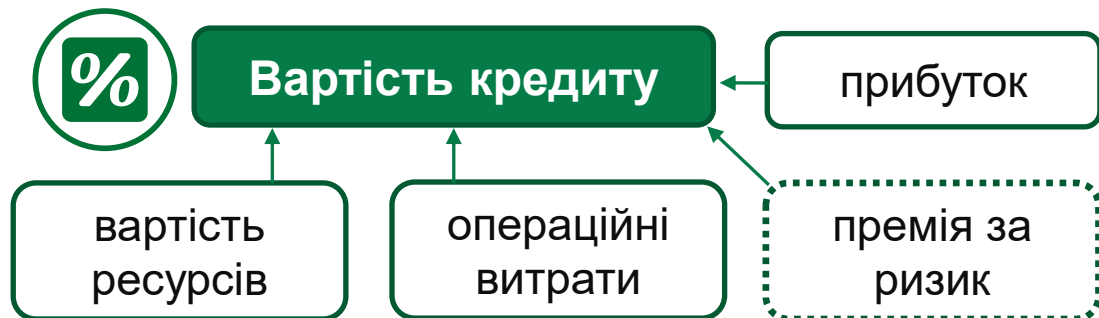 %
Вартість кредиту
прибуток
вартість
ресурсів
операційні
витрати
премія за
ризик